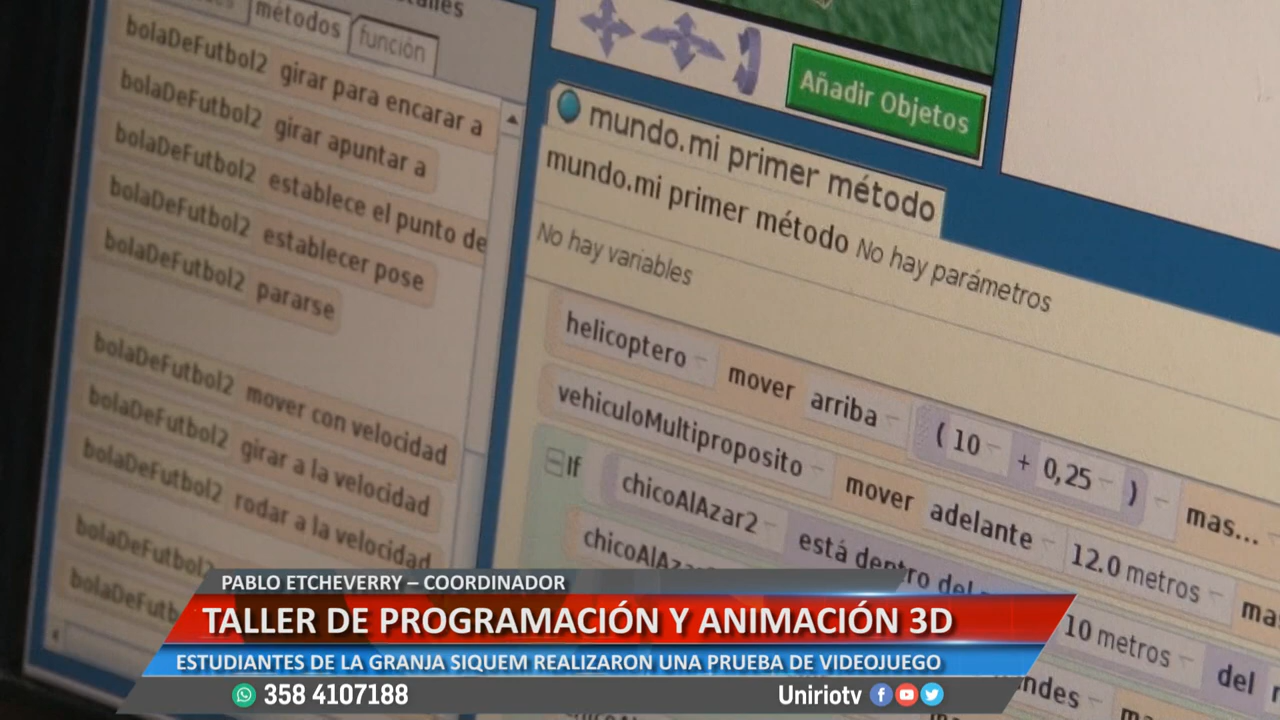 métodos
función
bolaDeFutbol2 girar para encarar a
bolaDeFutbol2 girar apuntar a
bolaDeFutbol2 establece el punto de
bolaDeFutbol2 establecer pose
bolaDeFutbol2 pararse
bolaDeFutbol2 mover con velocidad
bolaDeFutbol2 girar a la velocidad
bolaDeFutbol2 rodar a la velocidad
bolaDeFutbol2
Añadir Objetos
mundo.mi primer método
mundo.mi primer método No hay parámetros
No hay variables
helicoptero mover arriba (10 + 0,25) mas...
vehiculoMultiproposito mover adelante 12.0 metros
If chicoAlAzar2 está dentro del
10 metros del
PABLO ETCHEVERRY – COORDINADOR
TALLER DE PROGRAMACIÓN Y ANIMACIÓN 3D
ESTUDIANTES DE LA GRANJA SIQUEM REALIZARON UNA PRUEBA DE VIDEOJUEGO
358 4107188
Uniriotv